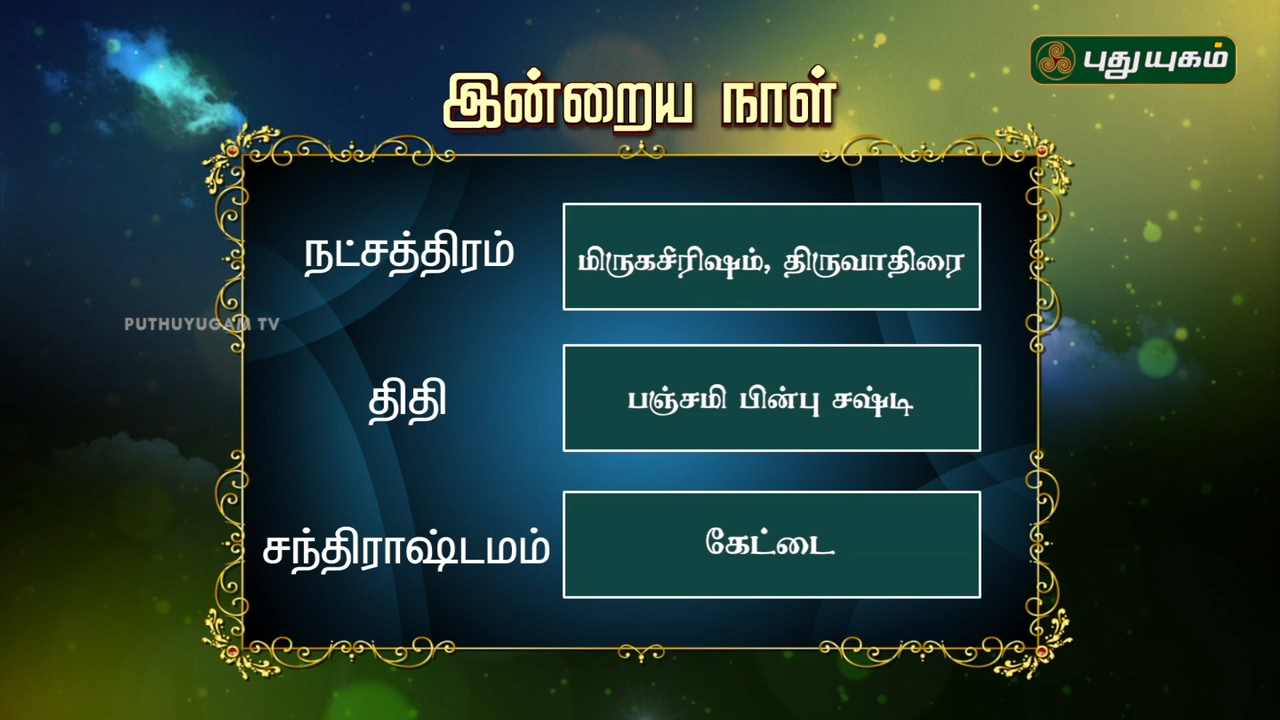 புதுயுகம்
இன்றைய நாள்
நட்சத்திரம்
மிருகசீரிஷம், திருவாதிரை
PUTHUYUGAM TV
திதி
பஞ்சமி பின்பு சஷ்டி
சந்திராஷ்டமம்
கேட்டை